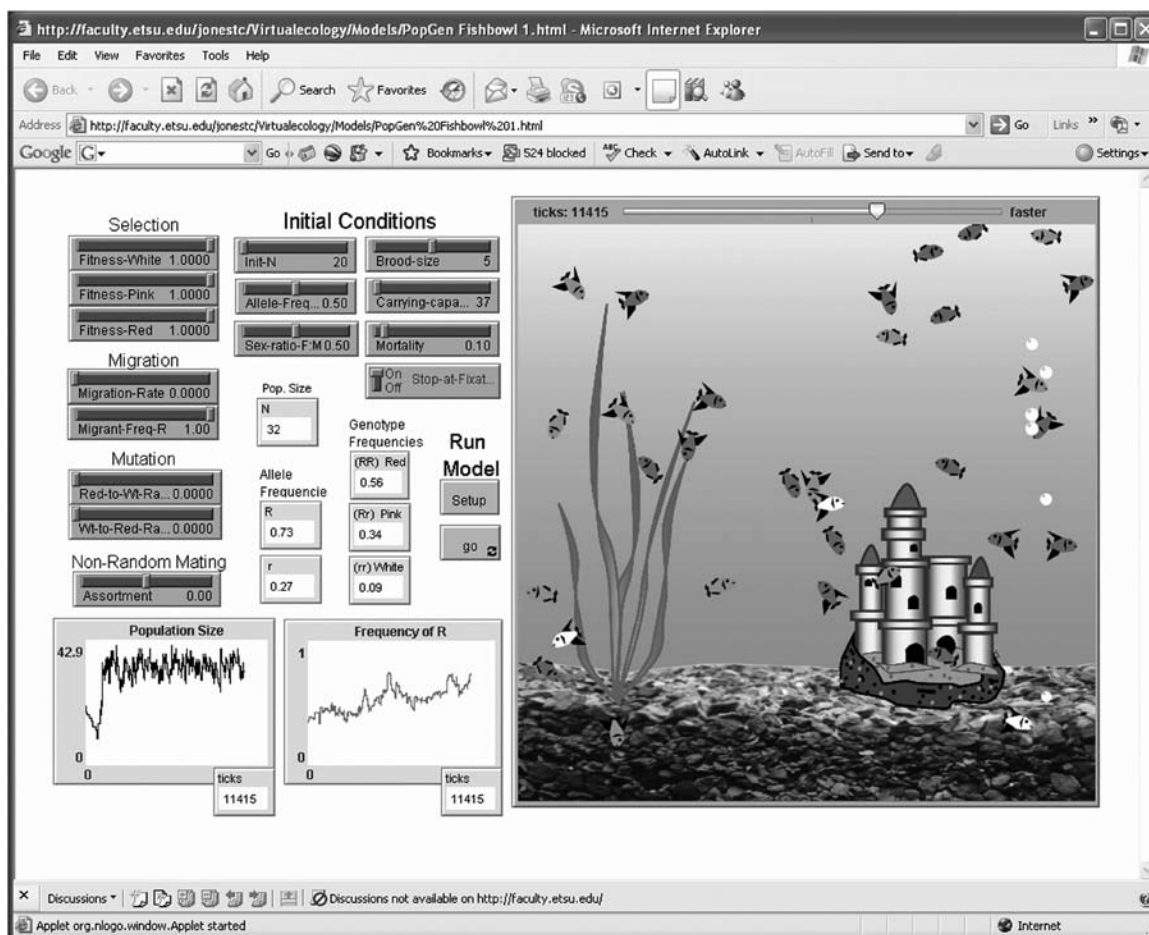 http://faculty.etsu.edu/jonestc/Virtualecology/Models/PopGen Fishbowl 1.html - Microsoft Internet Explorer
File Edit View Favorites Tools Help
Back Search Favorites
Address http://faculty.etsu.edu/jonestc/Virtualecology/Models/PopGen%20Fishbowl%201.html Go Links »
Google G Go Bookmarks 524 blocked ABC Check AutoLink AutoFill Send to Settings
ticks: 11415 faster
Selection
Fitness-White 1.0000
Fitness-Pink 1.0000
Fitness-Red 1.0000
Migration
Migration-Rate 0.0000
Migrant-Freq-R 1.00
Mutation
Red-to-Wt-Ra... 0.0000
Wt-to-Red-Ra... 0.0000
Non-Random Mating
Assortment 0.00
Initial Conditions
Init-N 20
Brood-size 5
Allele-Freq... 0.50
Carrying-capa... 37
Sex-ratio-F:M 0.50
Mortality 0.10
On
Off
Stop-at-Fixat...
Pop. Size
N
32
Allele
Frequencie
R
0.73
r
0.27
Genotype
Frequencies
(RR) Red
0.56
(Rr) Pink
0.34
(rr) White
0.09
Run
Model
Setup
go
Population Size
42.9
0
0
ticks
11415
Frequency of R
1
0
0
ticks
11415
× Discussions Discussions not available on http://faculty.etsu.edu/
Applet org.nlogo.window.Applet started Internet